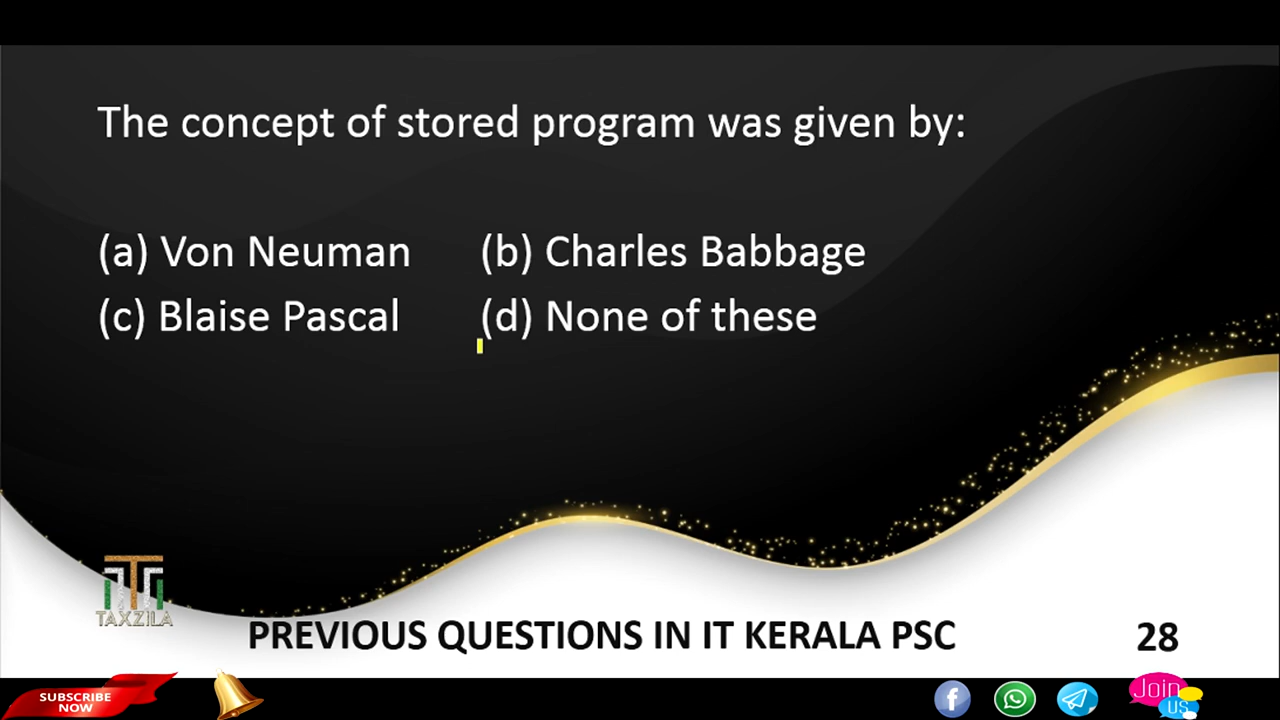 The concept of stored program was given by:
(a) Von Neuman (b) Charles Babbage
(c) Blaise Pascal (d) None of these
TAXZILA
PREVIOUS QUESTIONS IN IT KERALA PSC 28
SUBSCRIBE
NOW
Join
US